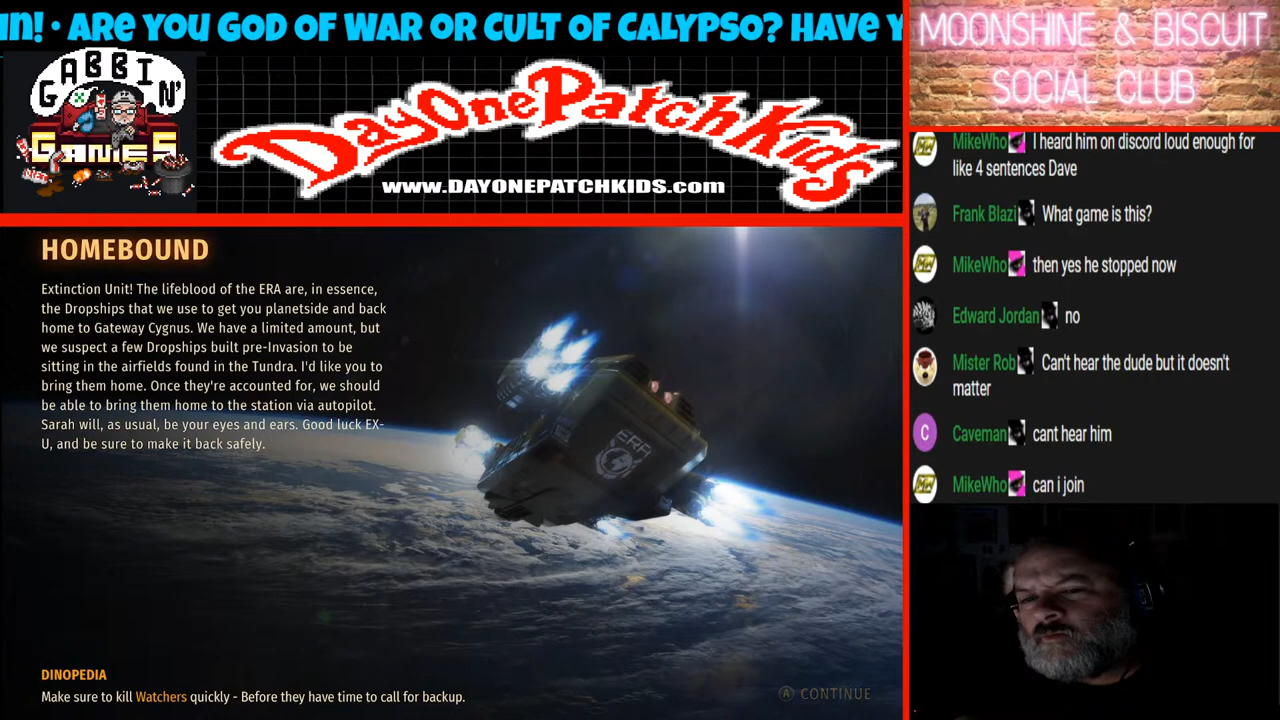 in! • ARE YOU GOD OF WAR OR CULT OF CALYPSO? HAVE Y
GABBIN'
GAMES
DayOnePatchKids
www.DAYONEPATCHKIDS.com
MOONSHINE & BISCUIT
SOCIAL CLUB
HOMEBOUND
Extinction Unit! The lifeblood of the ERA are, in essence,
the Dropships that we use to get you planetside and back
home to Gateway Cygnus. We have a limited amount, but
we suspect a few Dropships built pre-Invasion to be
sitting in the airfields found in the Tundra. I'd like you to
bring them home. Once they're accounted for, we should
be able to bring them home to the station via autopilot.
Sarah will, as usual, be your eyes and ears. Good luck EX-
U, and be sure to make it back safely.
ERA
DINOPEDIA
Make sure to kill Watchers quickly - Before they have time to call for backup.
A CONTINUE
MikeWho I heard him on discord loud enough for
like 4 sentences Dave
Frank Blazi What game is this?
MikeWho then yes he stopped now
Edward Jordan no
Mister Rob Can't hear the dude but it doesn't
matter
C Caveman cant hear him
MikeWho can i join